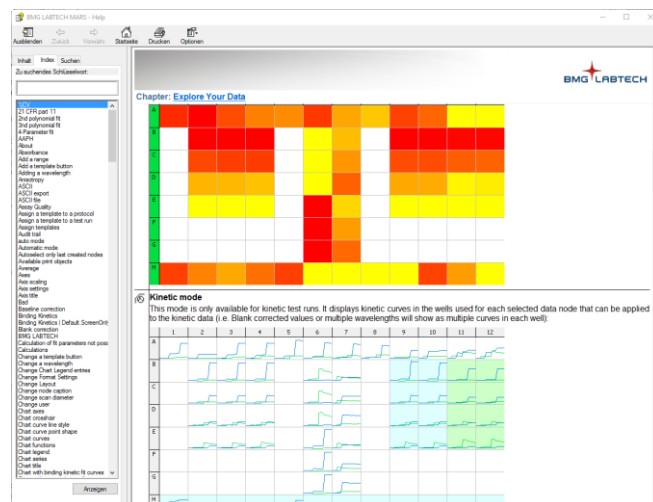 BMG LABTECH MARS - Help
Ausblenden Zurück Vorwärts Startseite Drucken Optionen
Inhalt Index Suchen
Zu suchendes Schlüsselwort:
21 CFR part 11
2nd polynomial fit
3rd polynomial fit
4-Parameter fit
AAPH
About
Absorbance
Add a range
Add a template button
Adding a wavelength
Anisotropy
ASCII
ASCII export
ASCII file
Assay Quality
Assign a template to a protocol
Assign a template to a test run
Assign templates
Audit trail
auto mode
Automatic mode
Autoselect only last created nodes
Available print objects
Average
Axes
Axis scaling
Axis settings
Axis title
Baseline correction
Binding Kinetics
Binding Kinetics | Default.ScreenOnly
Blank correction
BMG LABTECH
Calculation of fit parameters not poss
Calculations
Change a template button
Change a wavelength
Change Chart Legend entries
Change Format Settings
Change Layout
Change node caption
Change scan diameter
Change user
Chart axes
Chart crosshair
Chart curve line style
Chart curve point shape
Chart curves
Chart functions
Chart legend
Chart series
Chart title
Chart with binding kinetic fit curves
Anzeigen
BMG LABTECH
Chapter: Explore Your Data
A
B
C
D
E
F
G
H
Kinetic mode
This mode is only available for kinetic test runs. It displays kinetic curves in the wells used for each selected data node that can be applied
to the kinetic data (i.e. Blank corrected values or multiple wavelengths will show as multiple curves in each well):
1 2 3 4 5 6 7 8 9 10 11 12
A
B
C
D
E
F
G
H